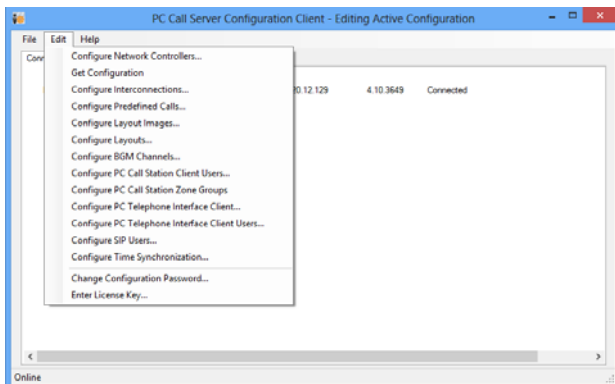 PC Call Server Configuration Client - Editing Active Configuration
File Edit Help
Configure Network Controllers...
Get Configuration
Configure Interconnections...
20.12.129 4.10.3649 Connected
Configure Predefined Calls...
Configure Layout Images...
Configure Layouts...
Configure BGM Channels...
Configure PC Call Station Client Users...
Configure PC Call Station Zone Groups
Configure PC Telephone Interface Client...
Configure PC Telephone Interface Client Users...
Configure SIP Users...
Configure Time Synchronization...
Change Configuration Password...
Enter License Key...
Online